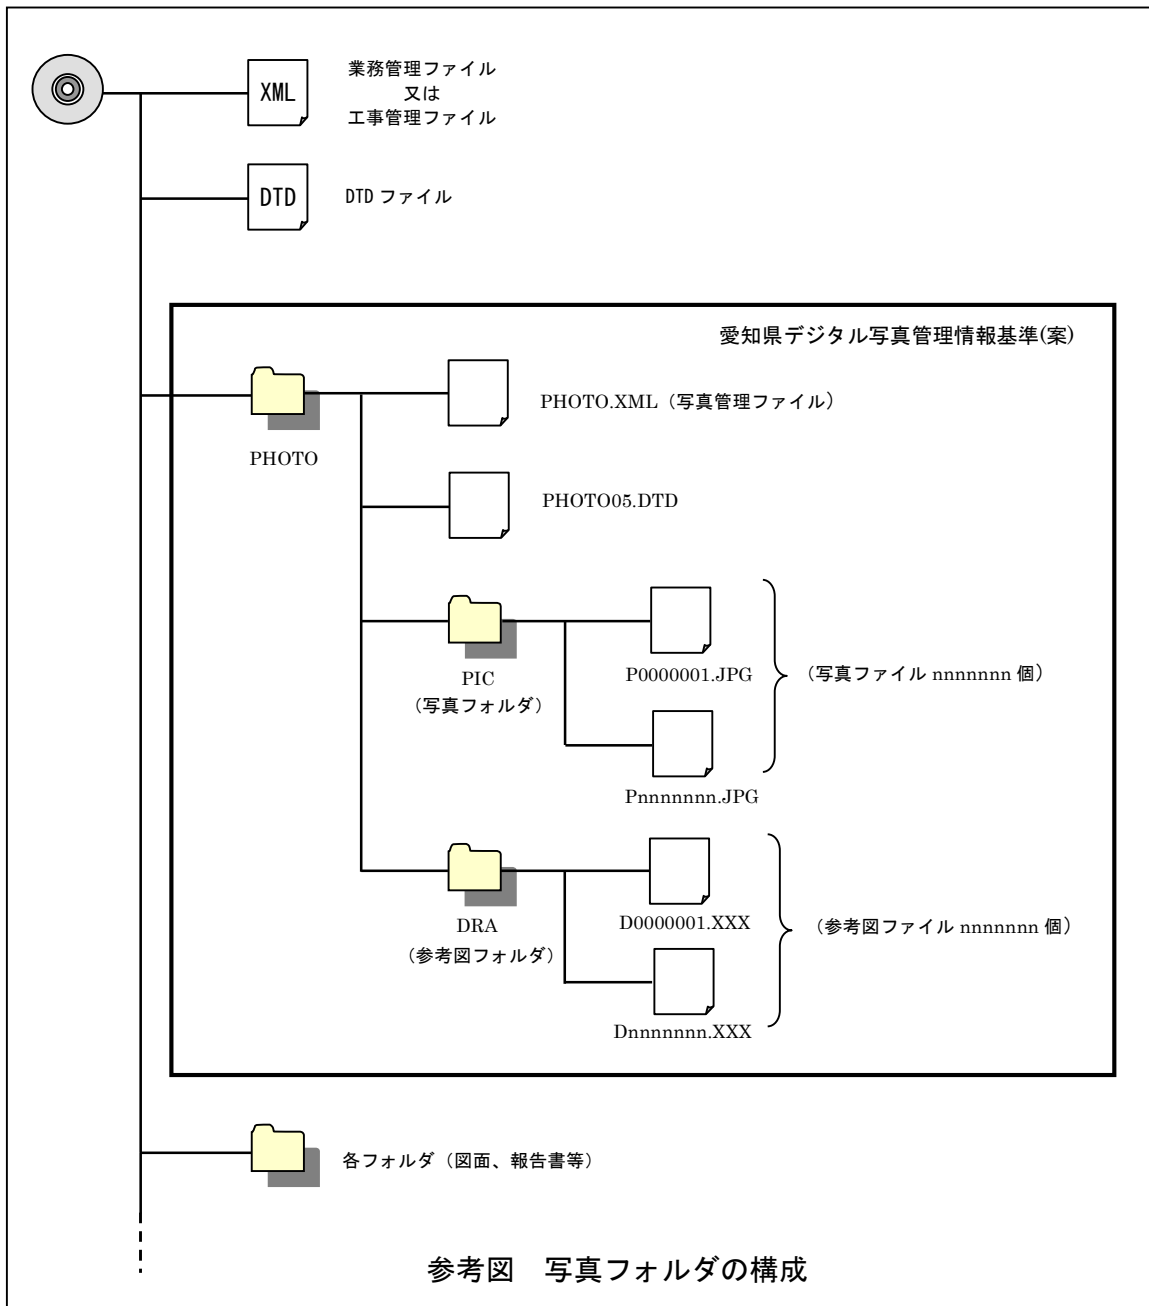 XML
業務管理ファイル
又は
工事管理ファイル
DTD
DTD ファイル
愛知県デジタル写真管理情報基準(案)
PHOTO
PHOTO.XML（写真管理ファイル）
PHOTO05.DTD
PIC
（写真フォルダ）
P0000001.JPG
（写真ファイル nnnnnnn 個）
Pnnnnnnn.JPG
DRA
（参考図フォルダ）
D0000001.XXX
（参考図ファイル nnnnnnn 個）
Dnnnnnnn.XXX
各フォルダ（図面、報告書等）
参考図　写真フォルダの構成